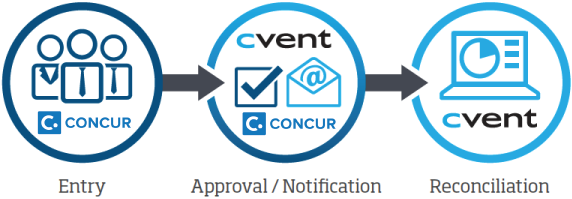 C. CONCUR
Entry
cvent
@
C. CONCUR
Approval / Notification
cvent
Reconciliation